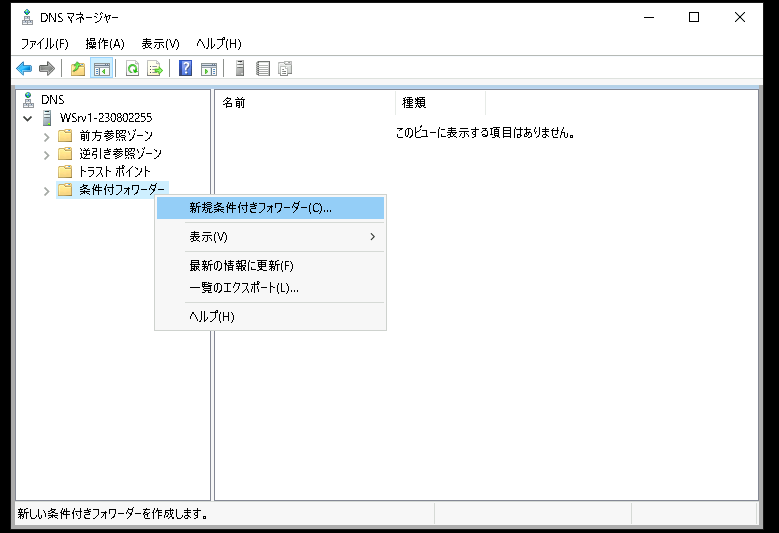 DNS マネージャー
ファイル(F) 操作(A) 表示(V) ヘルプ(H)
DNS
WSrv1-230802255
前方参照ゾーン
逆引き参照ゾーン
トラスト ポイント
条件付フォワーダー
名前 種類
このビューに表示する項目はありません。
新規条件付きフォワーダー(C)...
表示(V)
最新の情報に更新(F)
一覧のエクスポート(L)...
ヘルプ(H)
新しい条件付きフォワーダーを作成します。